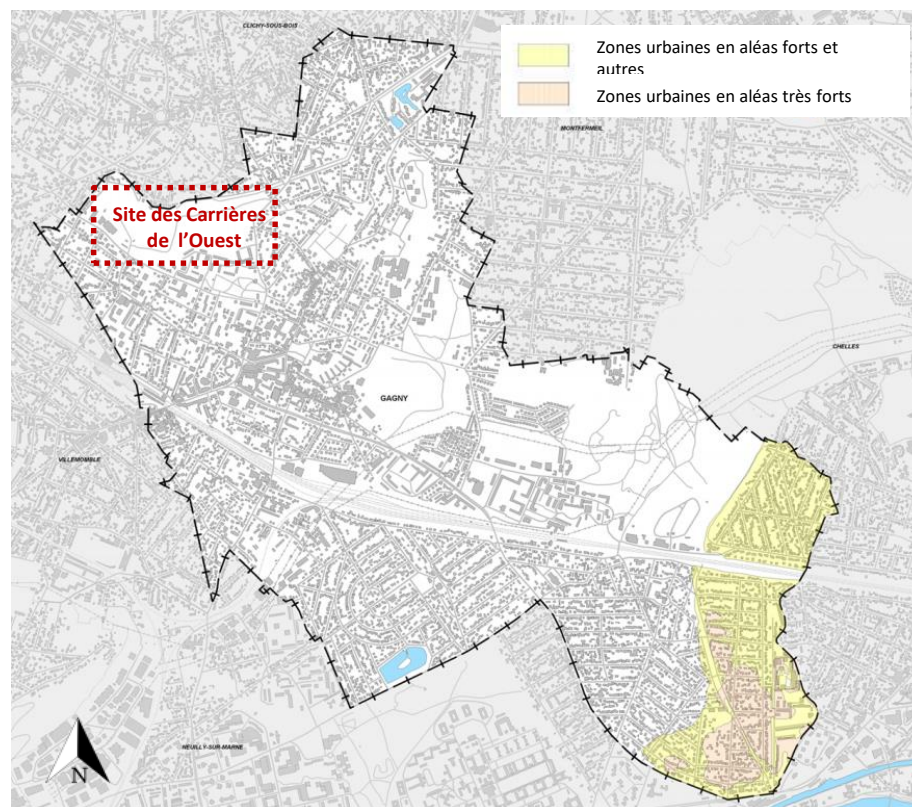 CLICHY-SOUS-BOIS
Zones urbaines en aléas forts et
autres
Zones urbaines en aléas très forts
MONTFERMEIL
Site des Carrières
de l'Ouest
CHELLES
GAGNY
VILLEMOMBLE
NEUILLY-SUR-MARNE
N